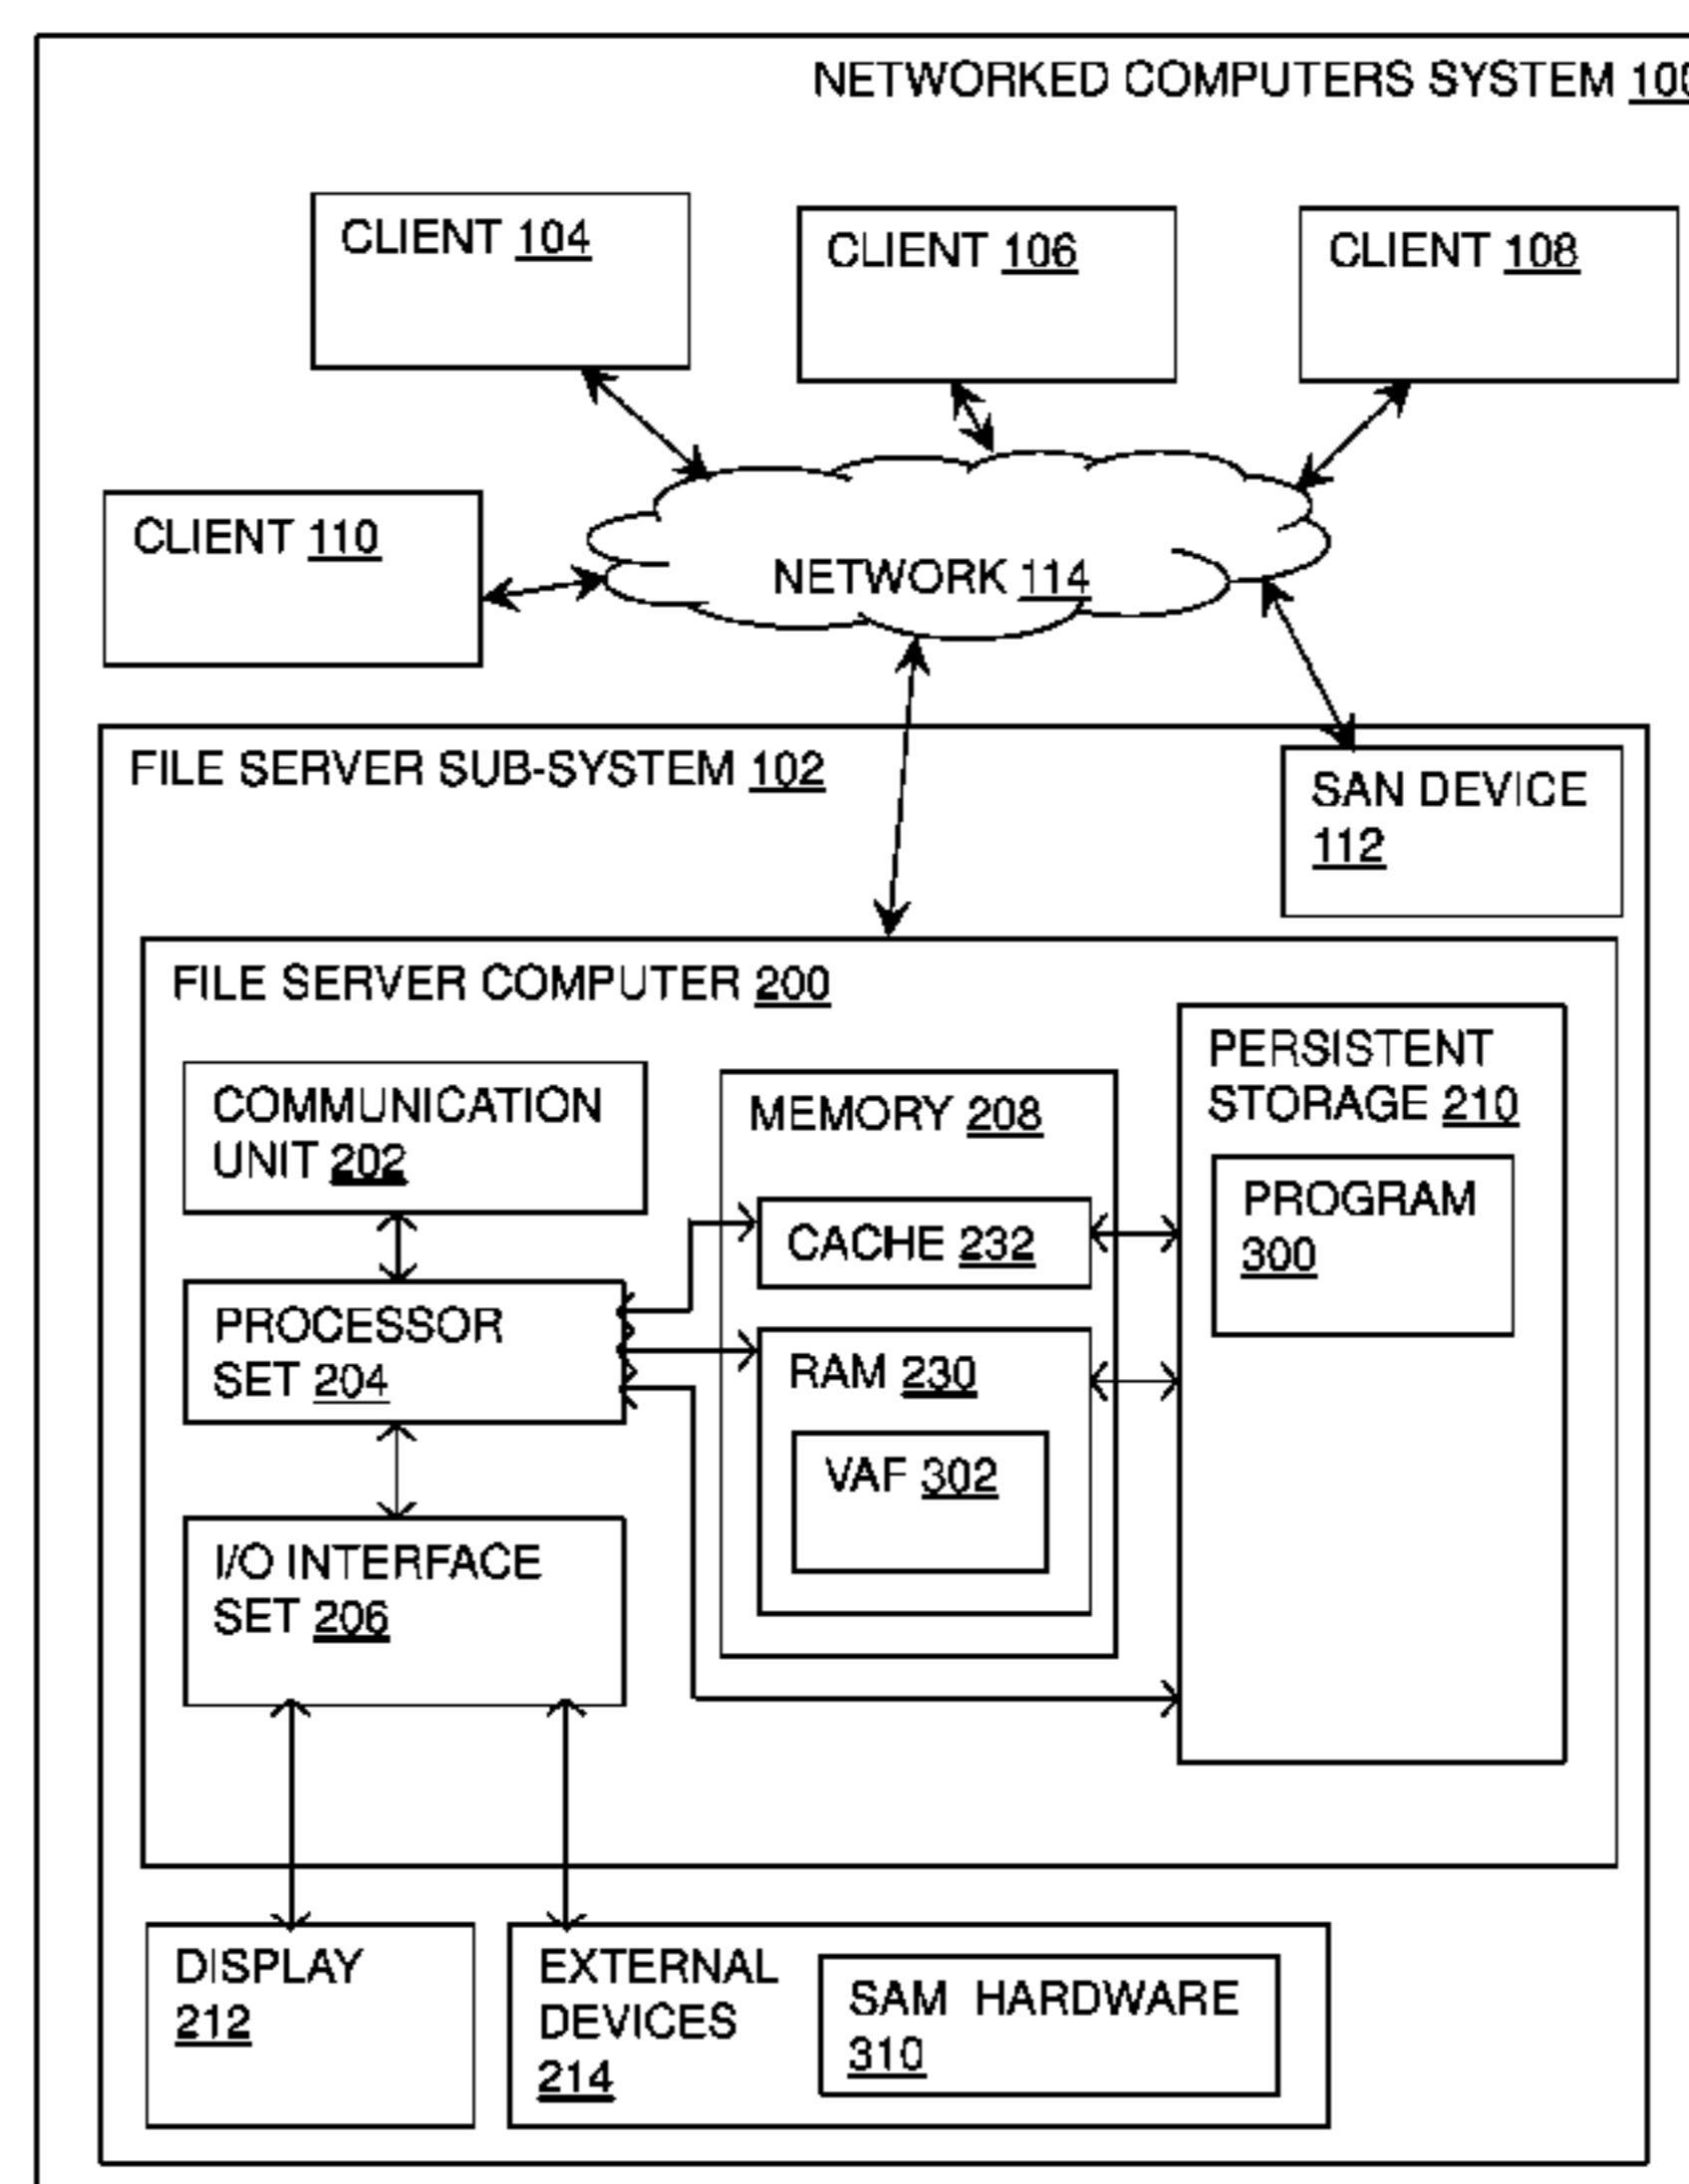 NETWORKED COMPUTERS SYSTEM 100
CLIENT 104
CLIENT 106
CLIENT 108
CLIENT 110
NETWORK 114
FILE SERVER SUB-SYSTEM 102
SAN DEVICE
112
FILE SERVER COMPUTER 200
COMMUNICATION
UNIT 202
MEMORY 208
PERSISTENT
STORAGE 210
PROGRAM
300
CACHE 232
PROCESSOR
SET 204
RAM 230
VAF 302
I/O INTERFACE
SET 206
DISPLAY
212
EXTERNAL
DEVICES
214
SAM HARDWARE
310